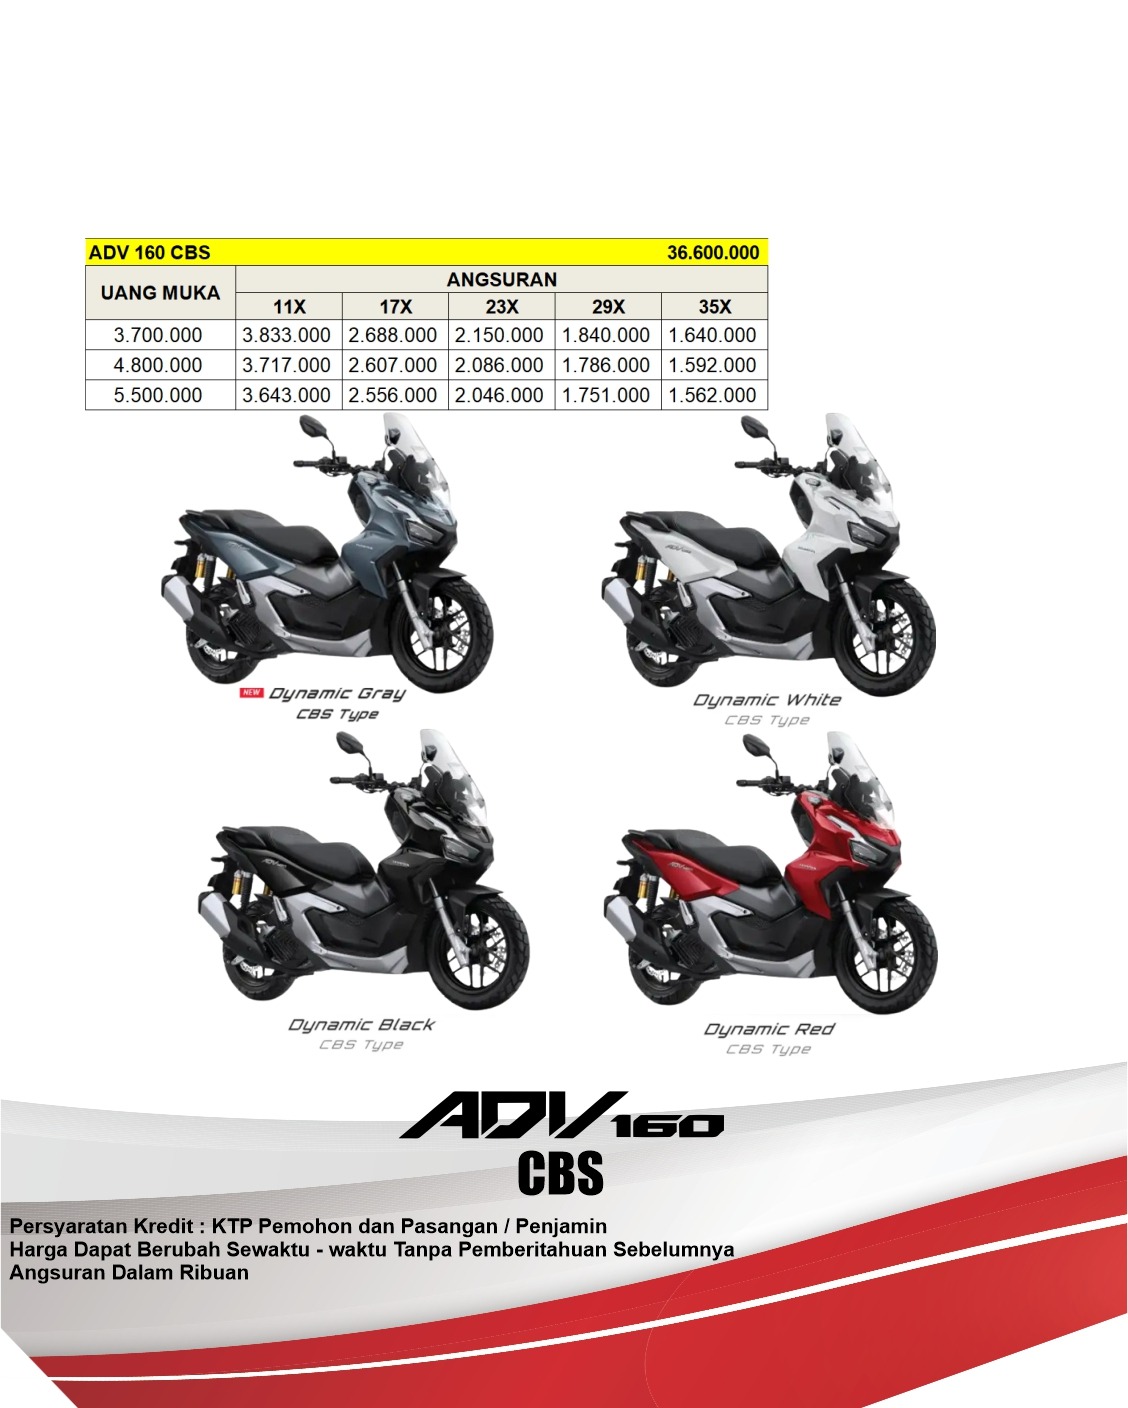 ADV 160 CBS 36.600.000
UANG MUKA ANGSURAN
11X 17X 23X 29X 35X
3.700.000 3.833.000 2.688.000 2.150.000 1.840.000 1.640.000
4.800.000 3.717.000 2.607.000 2.086.000 1.786.000 1.592.000
5.500.000 3.643.000 2.556.000 2.046.000 1.751.000 1.562.000
NEW Dynamic Gray
CBS Type
Dynamic White
CBS Type
Dynamic Black
CBS Type
Dynamic Red
CBS Type
ADV160
CBS
Persyaratan Kredit : KTP Pemohon dan Pasangan / Penjamin
Harga Dapat Berubah Sewaktu - waktu Tanpa Pemberitahuan Sebelumnya
Angsuran Dalam Ribuan